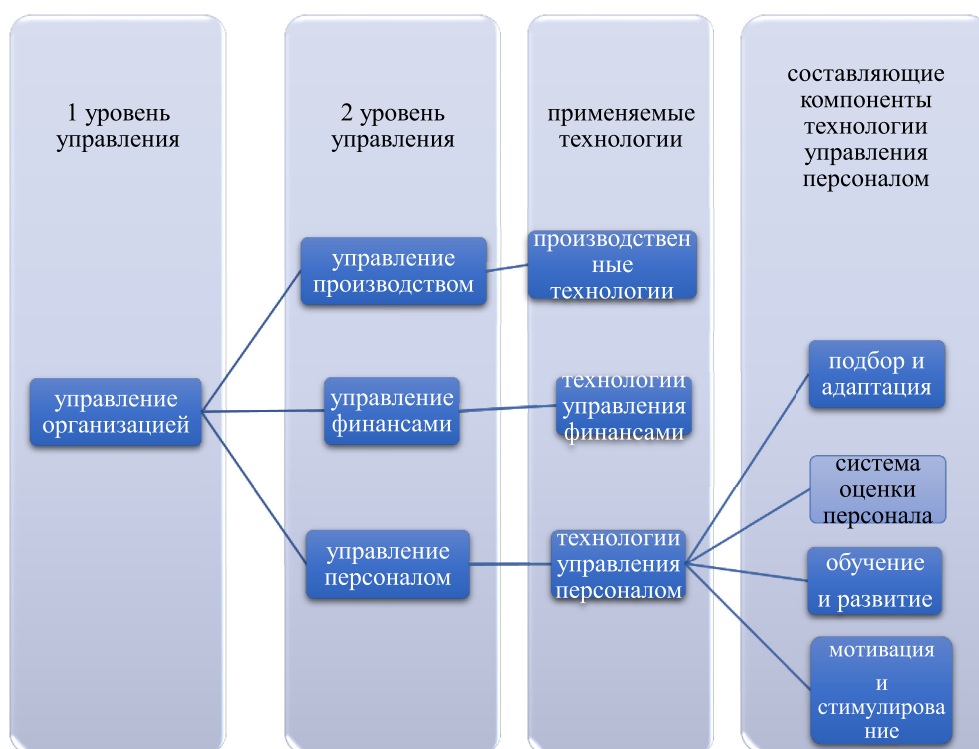 1 уровень
управления
2 уровень
управления
применяемые
технологии
составляющие
компоненты
технологии
управления
персоналом
управление
организацией
управление
производством
управление
финансами
управление
персоналом
производствен
ные
технологии
технологии
управления
финансами
технологии
управления
персоналом
подбор и
адаптация
система
оценки
персонала
обучение
и развитие
мотивация
и
стимулирова
ние